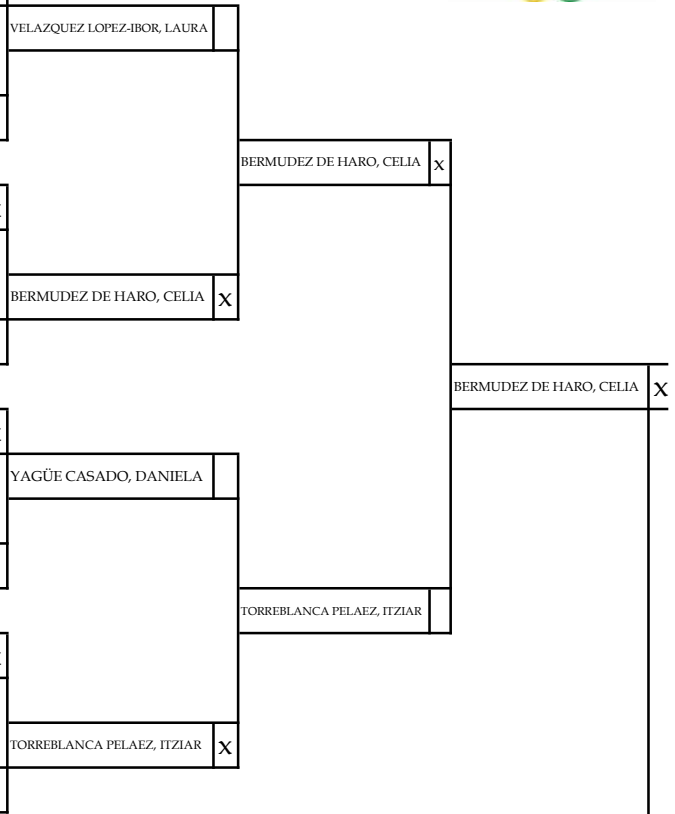 VELAZQUEZ LOPEZ-IBOR, LAURA
BERMUDEZ DE HARO, CELIA x
BERMUDEZ DE HARO, CELIA x
BERMUDEZ DE HARO, CELIA x
YAGÜE CASADO, DANIELA
TORREBLANCA PELAEZ, ITZIAR
TORREBLANCA PELAEZ, ITZIAR x